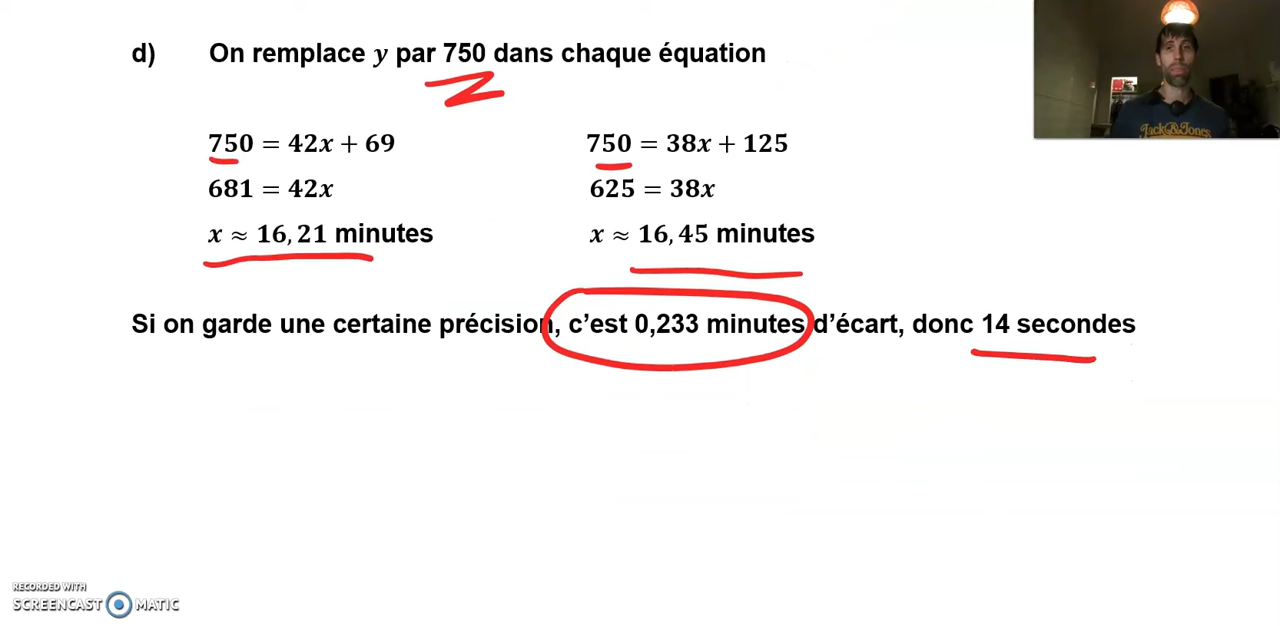 d) On remplace y par 750 dans chaque équation
750 = 42x + 69
681 = 42x
x ≈ 16,21 minutes
750 = 38x + 125
625 = 38x
x ≈ 16,45 minutes
Si on garde une certaine précision, c'est 0,233 minutes d'écart, donc 14 secondes
Jack & Jones
RECORDED WITH
SCREENCAST MATIC